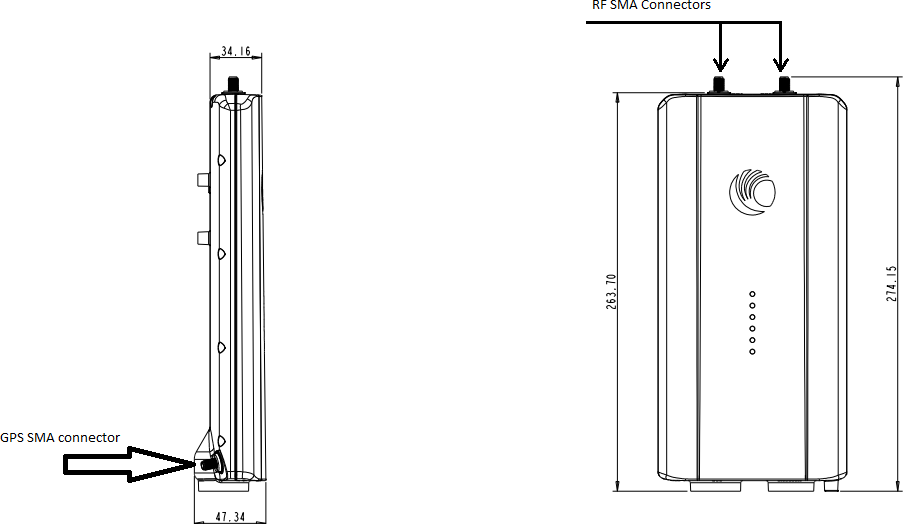 RF SMA Connectors
34.16
263.70
274.15
GPS SMA connector
47.34